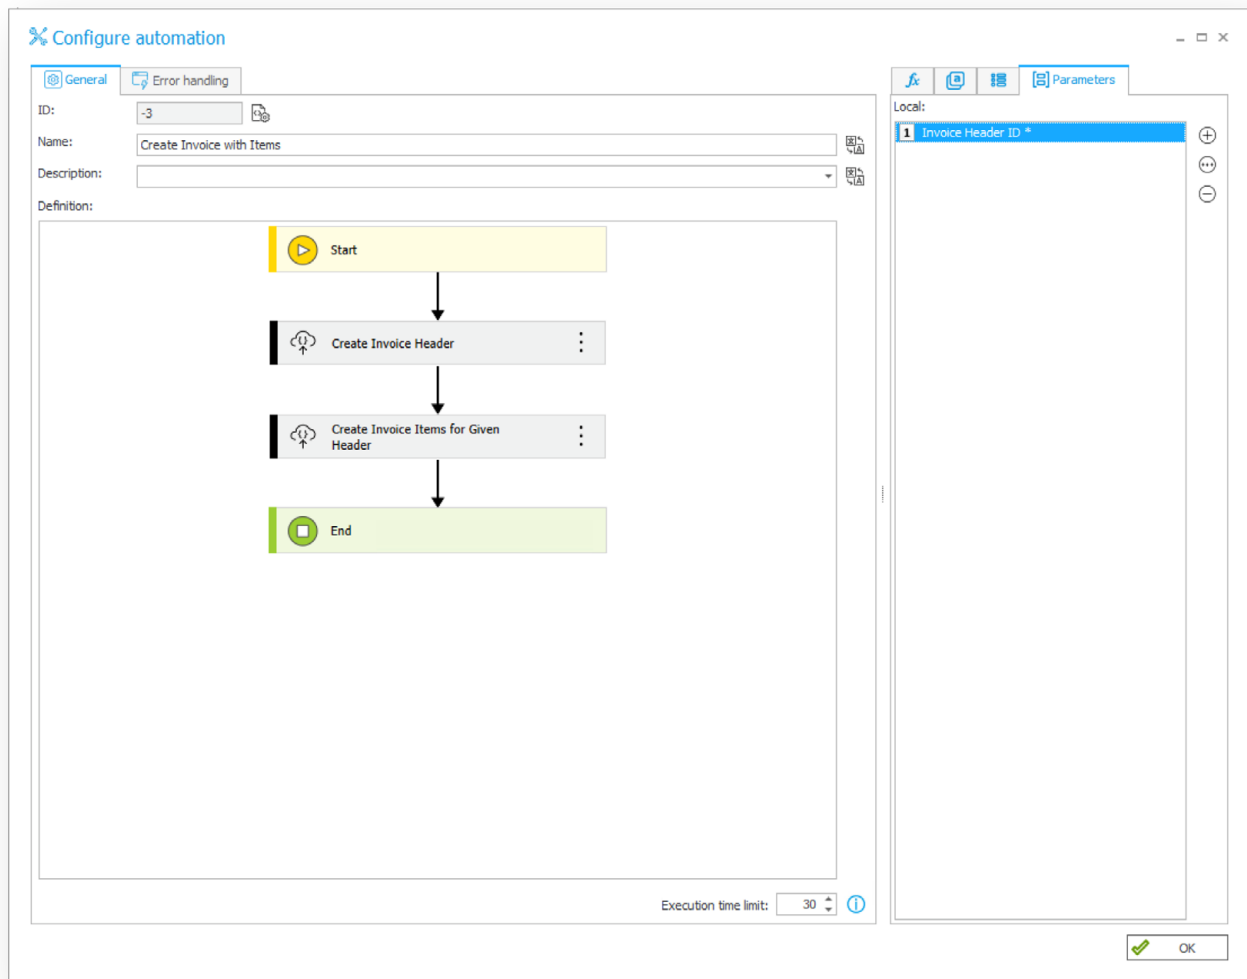 Configure automation
General
Error handling
ID:
-3
Name:
Create Invoice with Items
Description:
Definition:
Start
Create Invoice Header
Create Invoice Items for Given
Header
End
Execution time limit:
30
fx
Parameters
Local:
1 Invoice Header ID *
OK